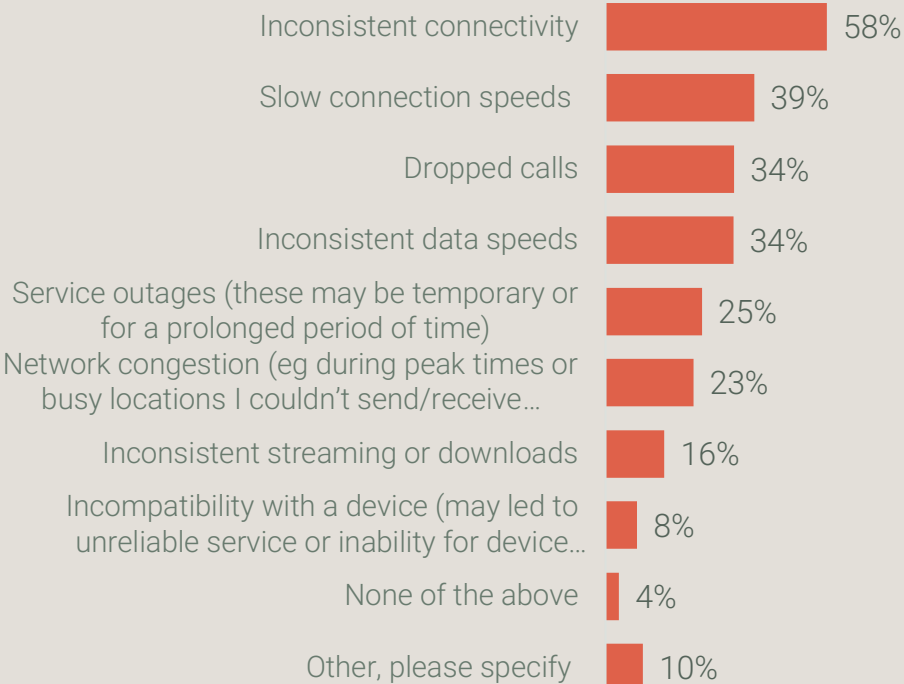 Inconsistent connectivity 58%
Slow connection speeds 39%
Dropped calls 34%
Inconsistent data speeds 34%
Service outages (these may be temporary or
for a prolonged period of time) 25%
Network congestion (eg during peak times or
busy locations I couldn't send/receive… 23%
Inconsistent streaming or downloads 16%
Incompatibility with a device (may led to
unreliable service or inability for device… 8%
None of the above 4%
Other, please specify 10%